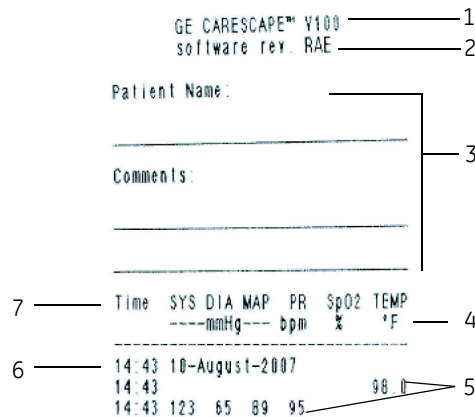 GE CARESCAPE™ V100 1
software rev. RAE 2
Patient Name:
3
Comments:
7 Time SYS DIA MAP PR SpO2 TEMP
----mmHg--- bpm % °F 4
6 14:43 10-August-2007
14:43 98.0 5
14:43 123 65 89 95